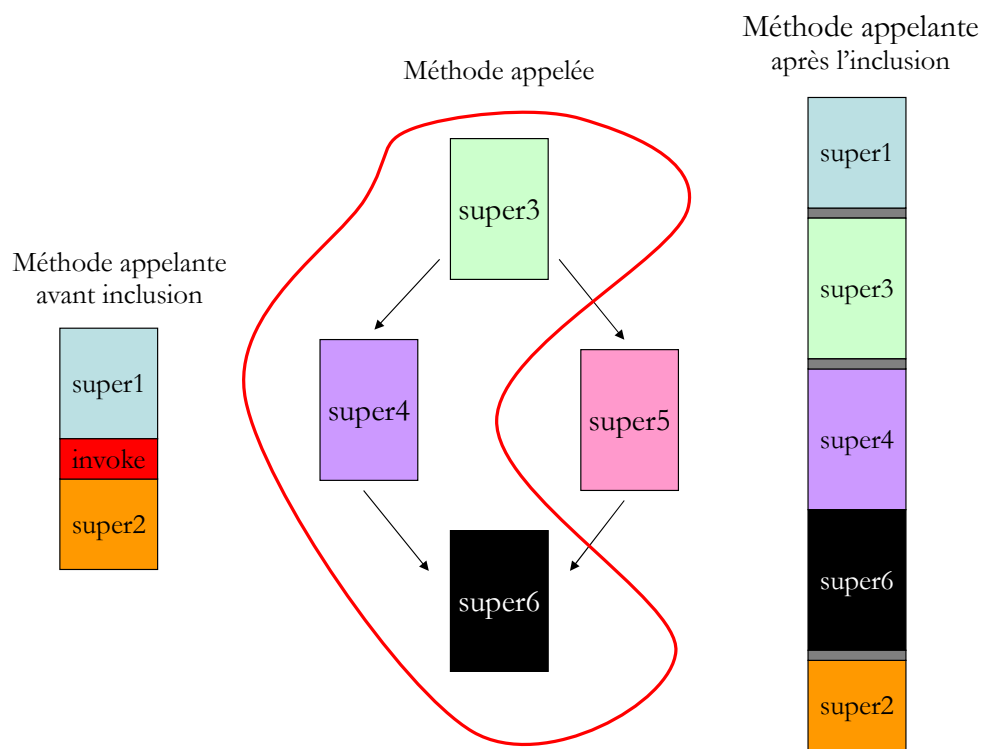 Méthode appelante
avant inclusion
super1
invoke
super2
Méthode appelée
super3
super4
super5
super6
Méthode appelante
après l'inclusion
super1
super3
super4
super6
super2